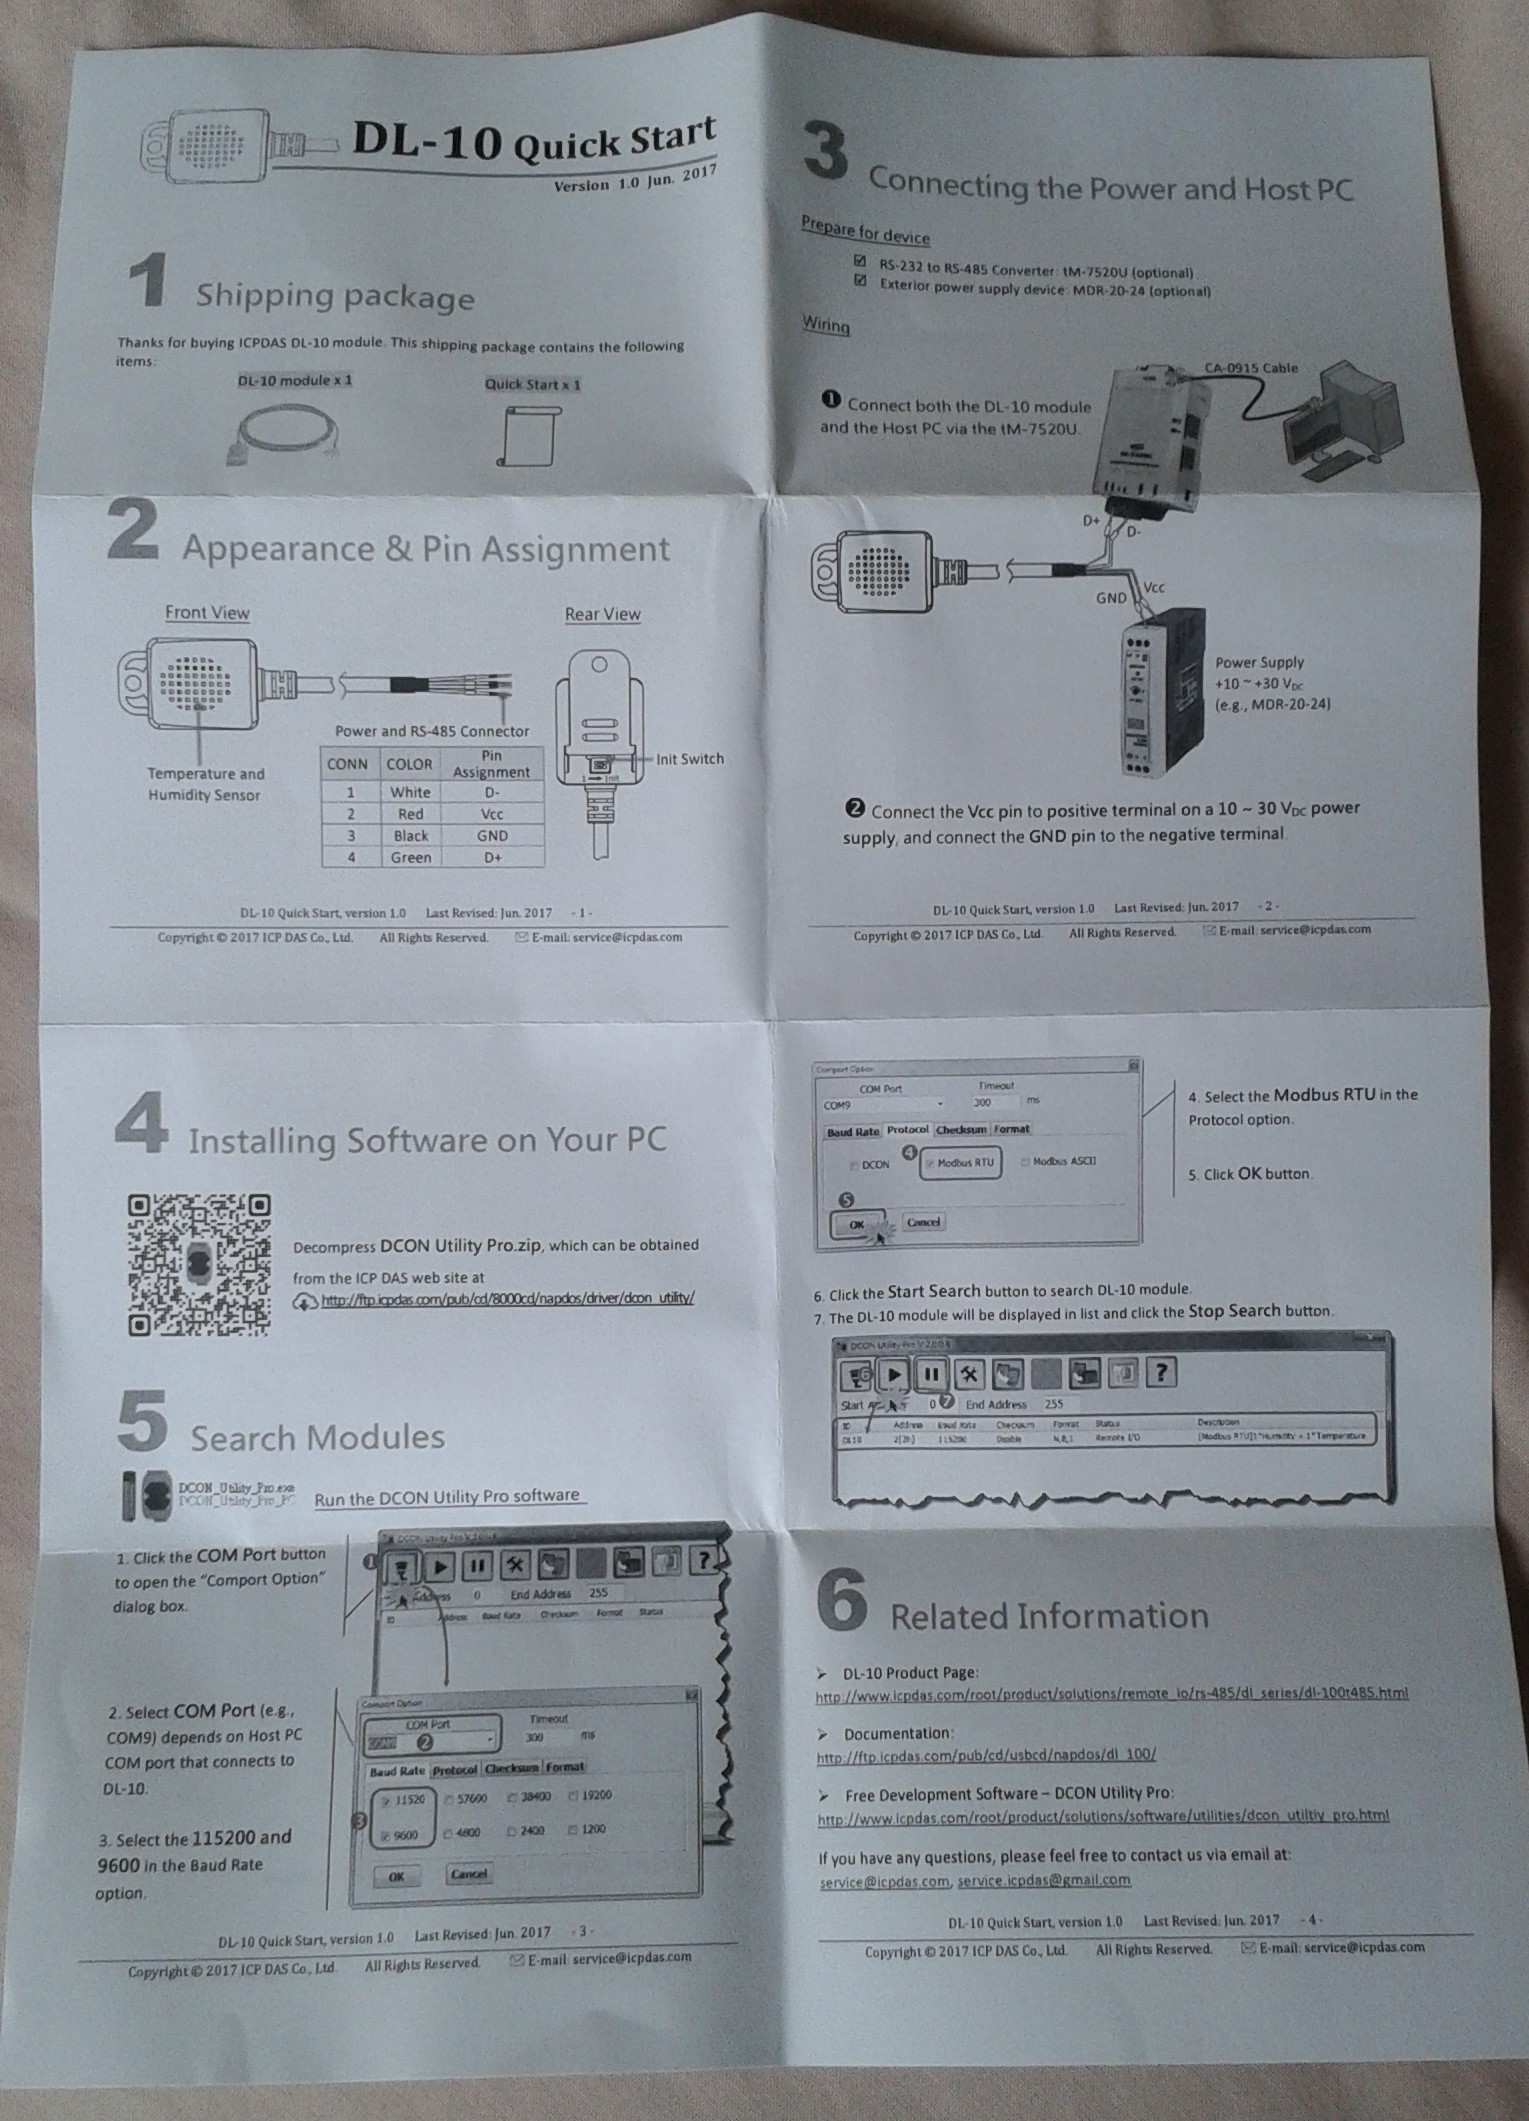 DL-10 Quick Start
Version 1.0 Jun. 2017
1 Shipping package
Thanks for buying ICPDAS DL-10 module. This shipping package contains the following
items:
DL-10 module x 1
Quick Start x 1
2 Appearance & Pin Assignment
Front View
Rear View
Power and RS-485 Connector
Temperature and
Humidity Sensor
Init Switch
1 → Init
CONN COLOR Pin Assignment
1 White D-
2 Red Vcc
3 Black GND
4 Green D+
DL-10 Quick Start, version 1.0 Last Revised: Jun. 2017 - 1 -
Copyright © 2017 ICP DAS Co., Ltd. All Rights Reserved. E-mail: service@icpdas.com
3 Connecting the Power and Host PC
Prepare for device
RS-232 to RS-485 Converter: tM-7520U (optional)
Exterior power supply device: MDR-20-24 (optional)
Wiring
1 Connect both the DL-10 module
and the Host PC via the tM-7520U.
CA-0915 Cable
D+
D-
GND
Vcc
Power Supply
+10 ~ +30 VDC
(e.g., MDR-20-24)
2 Connect the Vcc pin to positive terminal on a 10 ~ 30 VDC power
supply, and connect the GND pin to the negative terminal.
DL-10 Quick Start, version 1.0 Last Revised: Jun. 2017 - 2 -
Copyright © 2017 ICP DAS Co., Ltd. All Rights Reserved. E-mail: service@icpdas.com
4 Installing Software on Your PC
Decompress DCON Utility Pro.zip, which can be obtained
from the ICP DAS web site at
http://ftp.icpdas.com/pub/cd/8000cd/napdos/driver/dcon_utility/
5 Search Modules
DCON_Utility_Pro.exe
DCON_Utility_Pro_PC
Run the DCON Utility Pro software
1. Click the COM Port button
to open the "Comport Option"
dialog box.
1
Address 0 End Address 255
ID Address Baud Rate Checksum Format Status
2. Select COM Port (e.g.,
COM9) depends on Host PC
COM port that connects to
DL-10.
3. Select the 115200 and
9600 in the Baud Rate
option.
Comport Option
COM Port Timeout
2 300 ms
Baud Rate Protocol Checksum Format
11520 57600 38400 19200
3
9600 4800 2400 1200
OK Cancel
DL-10 Quick Start, version 1.0 Last Revised: Jun. 2017 - 3 -
Copyright © 2017 ICP DAS Co., Ltd. All Rights Reserved. E-mail: service@icpdas.com
Comport Option
COM Port Timeout
COM9 300 ms
Baud Rate Protocol Checksum Format
DCON 4 Modbus RTU Modbus ASCII
5
OK Cancel
4. Select the Modbus RTU in the
Protocol option.
5. Click OK button.
6. Click the Start Search button to search DL-10 module.
7. The DL-10 module will be displayed in list and click the Stop Search button.
DCON Utility Pro V 2.0.0.4
6
Start 0 7 End Address 255
ID Address Baud Rate Checksum Format Status Description
DL10 115200 Disable N,8,1 Remote I/O [Modbus RTU]1*Humidity + 1*Temperature
6 Related Information
DL-10 Product Page:
http://www.icpdas.com/root/product/solutions/remote_io/rs-485/dl_series/dl-100t485.html
Documentation:
http://ftp.icpdas.com/pub/cd/usbcd/napdos/dl_100/
Free Development Software – DCON Utility Pro:
http://www.icpdas.com/root/product/solutions/software/utilities/dcon_utiltiy_pro.html
If you have any questions, please feel free to contact us via email at:
service@icpdas.com, service.icpdas@gmail.com
DL-10 Quick Start, version 1.0 Last Revised: Jun. 2017 - 4 -
Copyright © 2017 ICP DAS Co., Ltd. All Rights Reserved. E-mail: service@icpdas.com